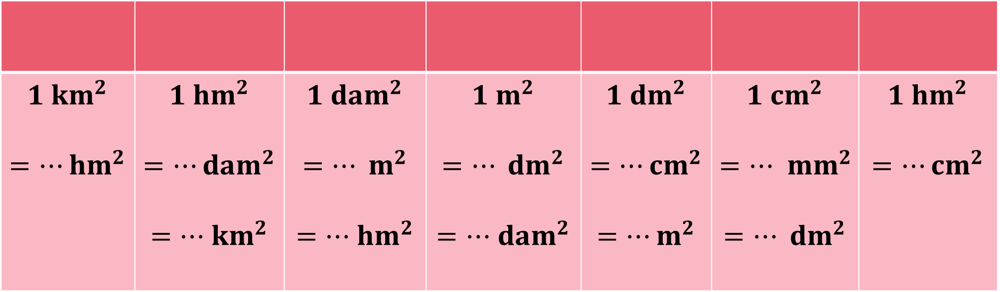 1 km² 1 hm² 1 dam² 1 m² 1 dm² 1 cm² 1 hm²
= ⋯ hm² = ⋯ dam² = ⋯ m² = ⋯ dm² = ⋯ cm² = ⋯ mm² = ⋯ cm²
= ⋯ km² = ⋯ hm² = ⋯ dam² = ⋯ m² = ⋯ dm²